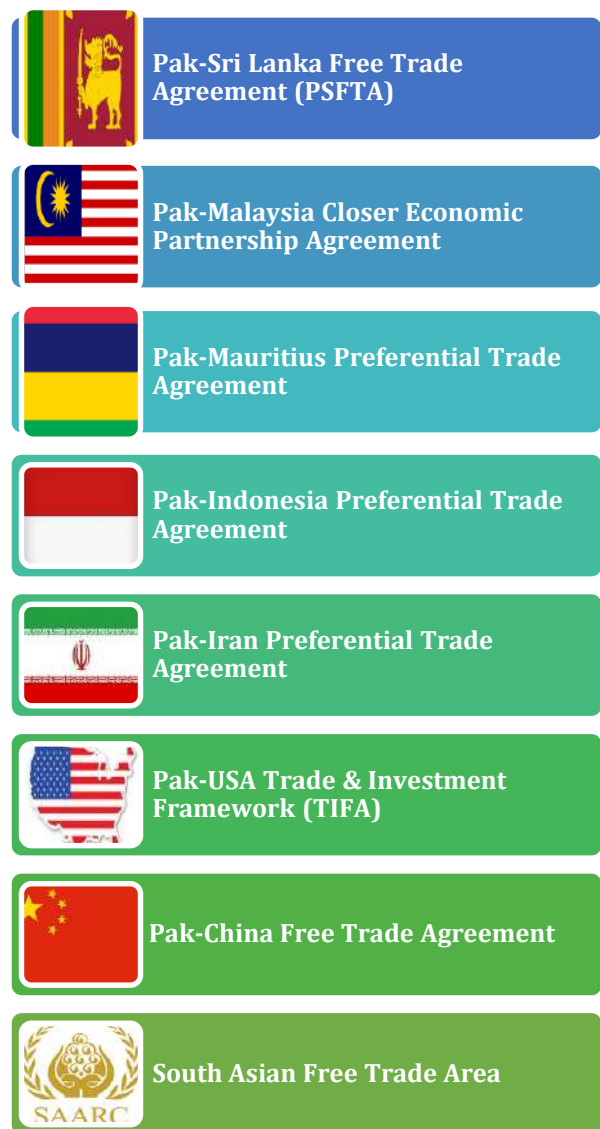 Pak-Sri Lanka Free Trade
Agreement (PSFTA)
Pak-Malaysia Closer Economic
Partnership Agreement
Pak-Mauritius Preferential Trade
Agreement
Pak-Indonesia Preferential Trade
Agreement
Pak-Iran Preferential Trade
Agreement
Pak-USA Trade & Investment
Framework (TIFA)
Pak-China Free Trade Agreement
South Asian Free Trade Area
SAARC